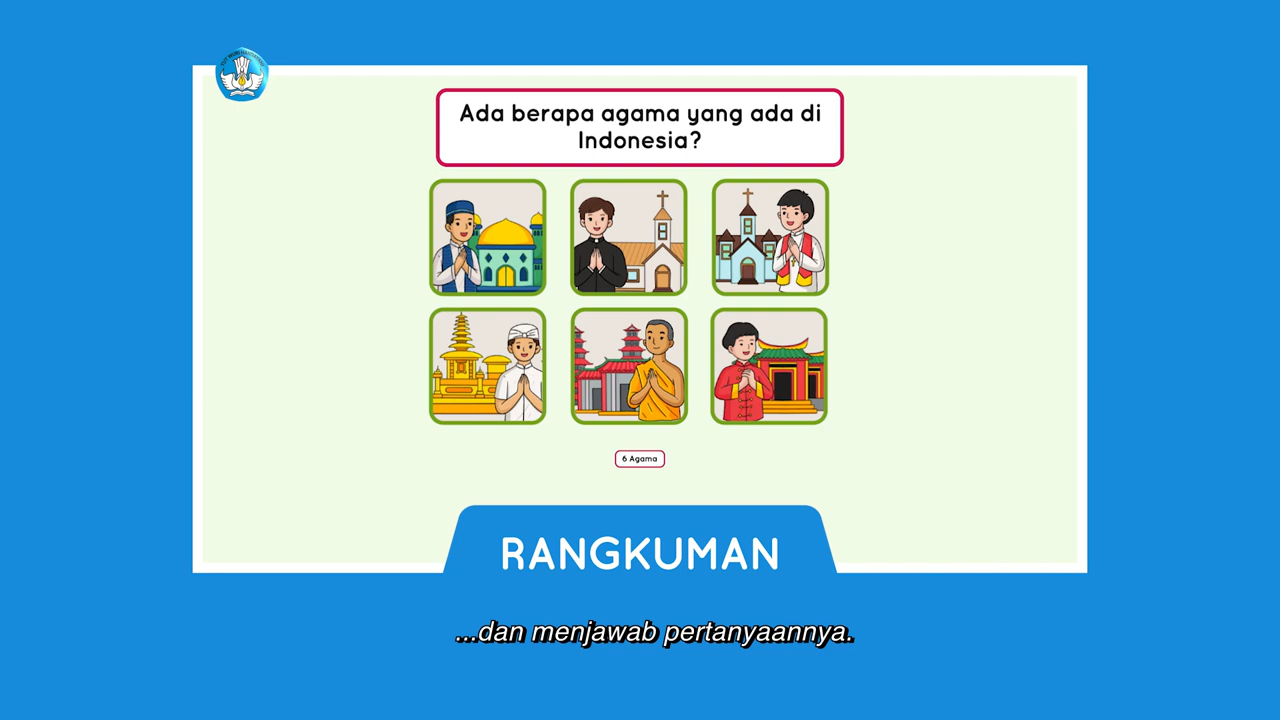 Ada berapa agama yang ada di
Indonesia?
6 Agama
RANGKUMAN
...dan menjawab pertanyaannya.